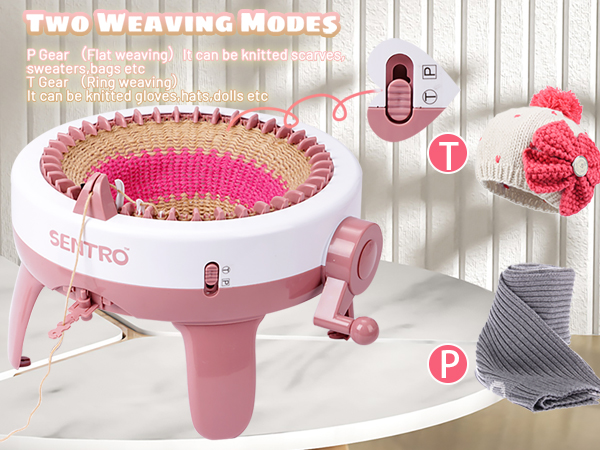 Two Weaving Modes
P Gear （Flat weaving） It can be knitted scarves,
sweaters,bags etc
T Gear （Ring weaving）
It can be knitted gloves,hats,dolls etc
P
T
T
SENTRO™
T
P
P